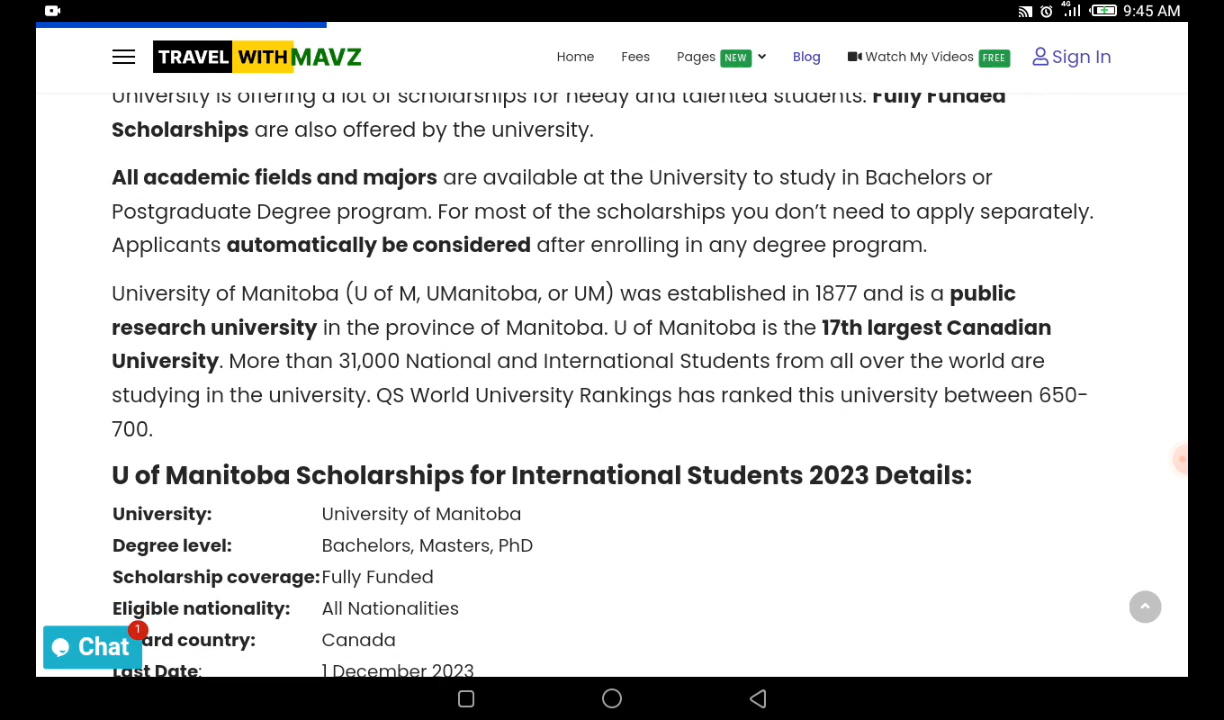 4G 9:45 AM
TRAVEL WITH MAVZ Home Fees Pages NEW Blog Watch My Videos FREE Sign In
University is offering a lot of scholarships for needy and talented students. Fully Funded
Scholarships are also offered by the university.
All academic fields and majors are available at the University to study in Bachelors or
Postgraduate Degree program. For most of the scholarships you don’t need to apply separately.
Applicants automatically be considered after enrolling in any degree program.
University of Manitoba (U of M, UManitoba, or UM) was established in 1877 and is a public
research university in the province of Manitoba. U of Manitoba is the 17th largest Canadian
University. More than 31,000 National and International Students from all over the world are
studying in the university. QS World University Rankings has ranked this university between 650-
700.
U of Manitoba Scholarships for International Students 2023 Details:
University: University of Manitoba
Degree level: Bachelors, Masters, PhD
Scholarship coverage: Fully Funded
Eligible nationality: All Nationalities
ard country: Canada
Last Date: 1 December 2023
Chat 1